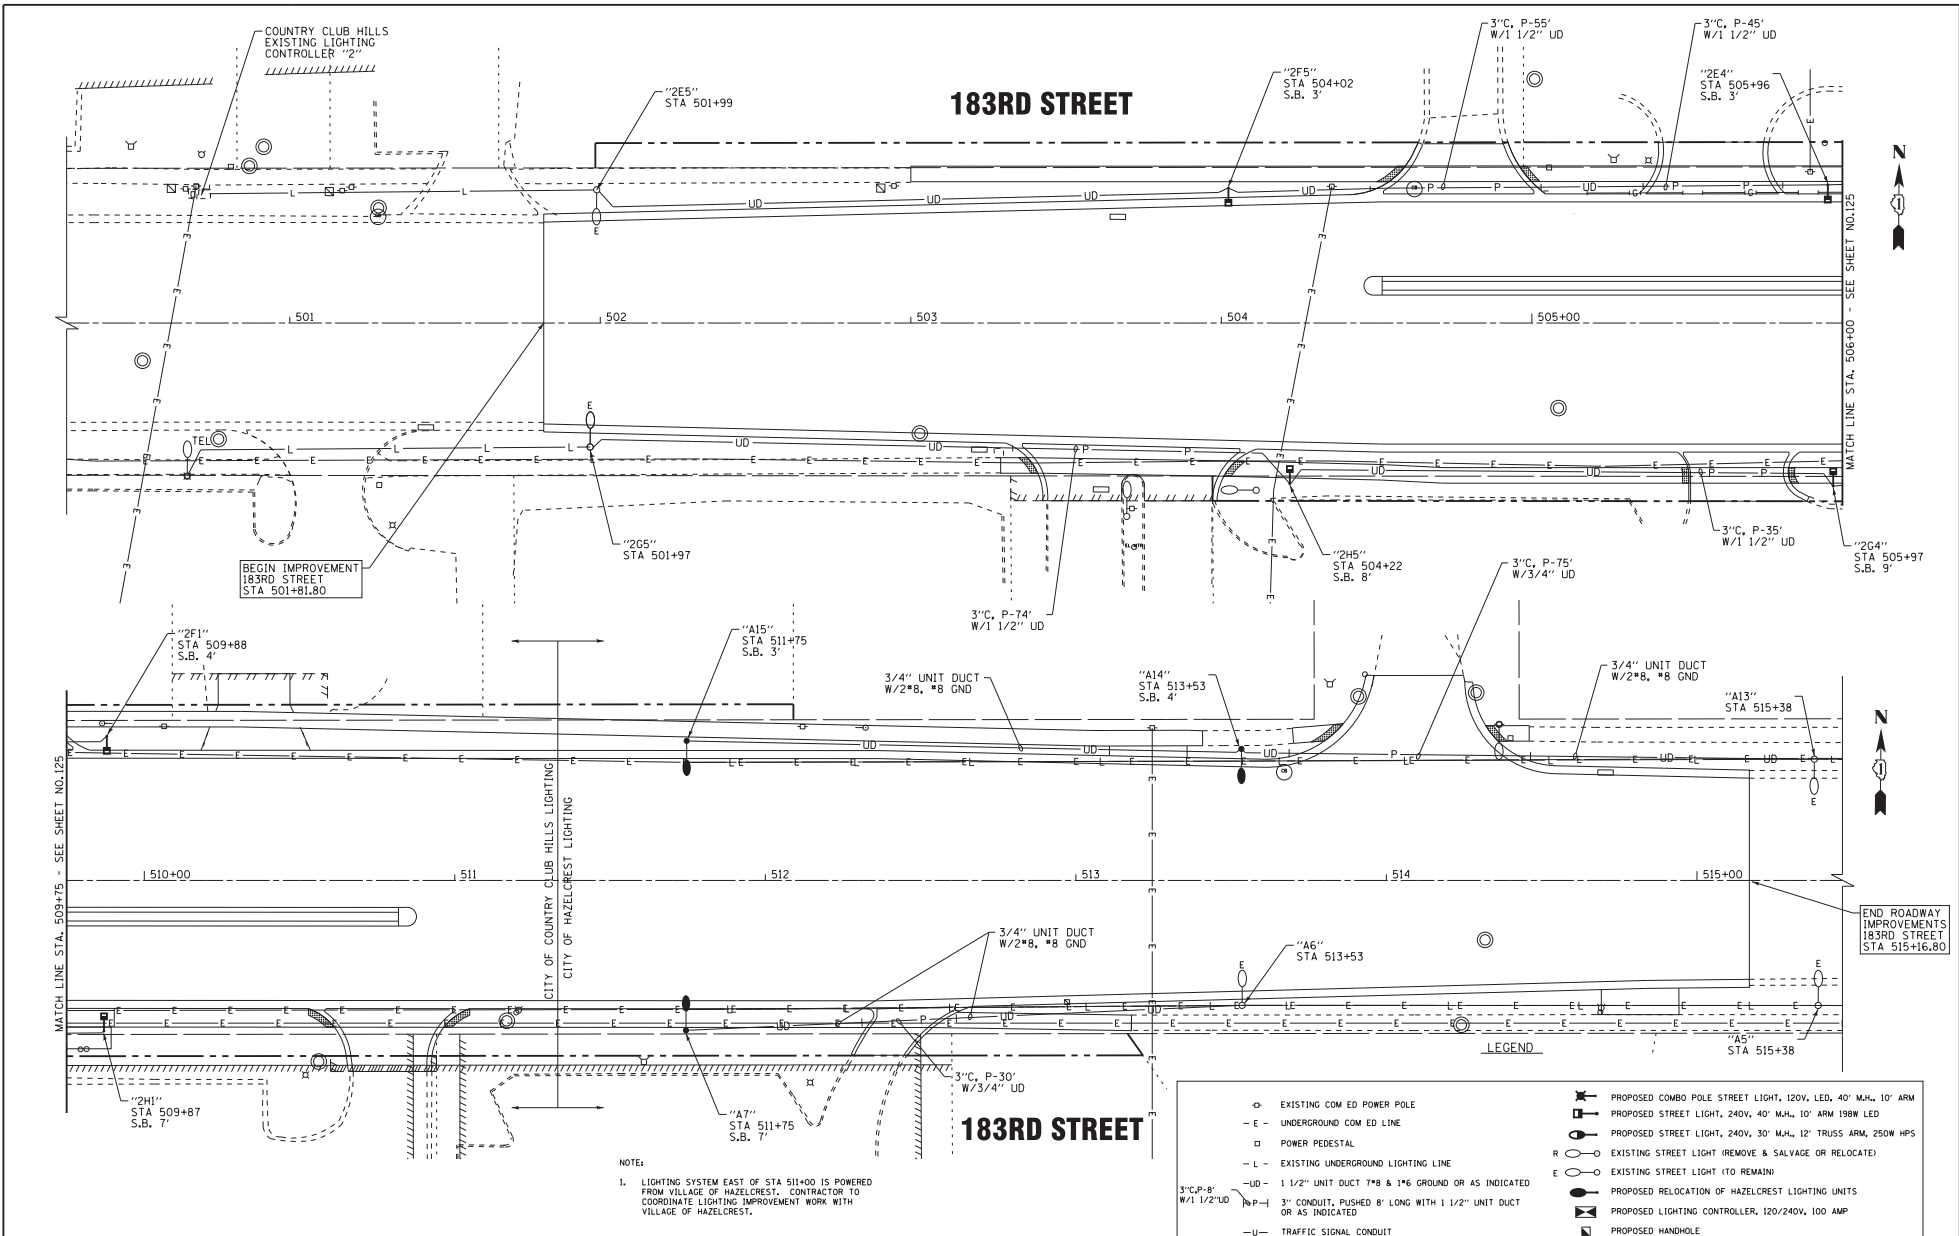 COUNTRY CLUB HILLS
EXISTING LIGHTING
CONTROLLER "2"
"2E5"
STA 501+99
183RD STREET
"2F5"
STA 504+02
S.B. 3'
3"C, P-55'
W/1 1/2" UD
3"C, P-45'
W/1 1/2" UD
"2E4"
STA 505+96
S.B. 3'
N
1
MATCH LINE STA. 506+00 - SEE SHEET NO.125
L L UD UD UD UD P P UD P P
G G
E
501
502
503
504
505+00
TEL
E
L L L L UD UD P P UD UD P P
BEGIN IMPROVEMENT
183RD STREET
STA 501+81.80
"2G5"
STA 501+97
3"C, P-74'
W/1 1/2" UD
"2H5"
STA 504+22
S.B. 8'
3"C, P-75'
W/3/4" UD
3"C, P-35'
W/1 1/2" UD
"2G4"
STA 505+97
S.B. 9'
"2F1"
STA 509+88
S.B. 4'
"A15"
STA 511+75
S.B. 3'
3/4" UNIT DUCT
W/2#8, #8 GND
"A14"
STA 513+53
S.B. 4'
3/4" UNIT DUCT
W/2#8, #8 GND
"A13"
STA 515+38
N
1
UD UD UD P UD UD
MATCH LINE STA. 509+75 - SEE SHEET NO.125
510+00
511
512
513
514
515+00
CITY OF COUNTRY CLUB HILLS LIGHTING
CITY OF HAZELCREST LIGHTING
END ROADWAY
IMPROVEMENTS
183RD STREET
STA 515+16.80
3/4" UNIT DUCT
W/2#8, #8 GND
"A6"
STA 513+53
E
E
"A5"
STA 515+38
"2H1"
STA 509+87
S.B. 7'
"A7"
STA 511+75
S.B. 7'
3"C, P-30'
W/3/4" UD
183RD STREET
NOTE:
1. LIGHTING SYSTEM EAST OF STA 511+00 IS POWERED
FROM VILLAGE OF HAZELCREST. CONTRACTOR TO
COORDINATE LIGHTING IMPROVEMENT WORK WITH
VILLAGE OF HAZELCREST.
LEGEND
EXISTING COM ED POWER POLE
- E - UNDERGROUND COM ED LINE
POWER PEDESTAL
- L - EXISTING UNDERGROUND LIGHTING LINE
-UD- 1 1/2" UNIT DUCT 7#8 & 1#6 GROUND OR AS INDICATED
3"C,P-8'
W/1 1/2"UD
P 3" CONDUIT, PUSHED 8' LONG WITH 1 1/2" UNIT DUCT
OR AS INDICATED
-U- TRAFFIC SIGNAL CONDUIT
PROPOSED COMBO POLE STREET LIGHT, 120V, LED, 40' M.H., 10' ARM
PROPOSED STREET LIGHT, 240V, 40' M.H., 10' ARM 198W LED
PROPOSED STREET LIGHT, 240V, 30' M.H., 12' TRUSS ARM, 250W HPS
R EXISTING STREET LIGHT (REMOVE & SALVAGE OR RELOCATE)
E EXISTING STREET LIGHT (TO REMAIN)
PROPOSED RELOCATION OF HAZELCREST LIGHTING UNITS
PROPOSED LIGHTING CONTROLLER, 120/240V, 100 AMP
PROPOSED HANDHOLE